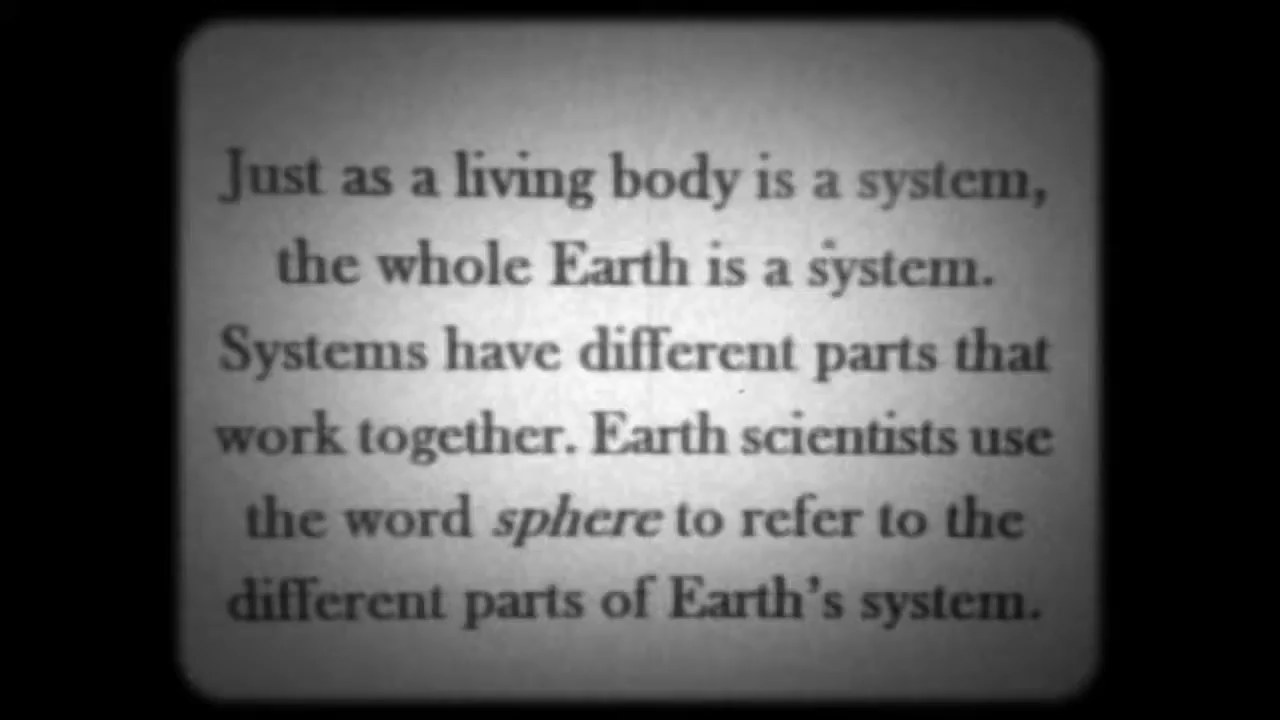 Just as a living body is a system,
the whole Earth is a system.
Systems have different parts that
work together. Earth scientists use
the word sphere to refer to the
different parts of Earth's system.